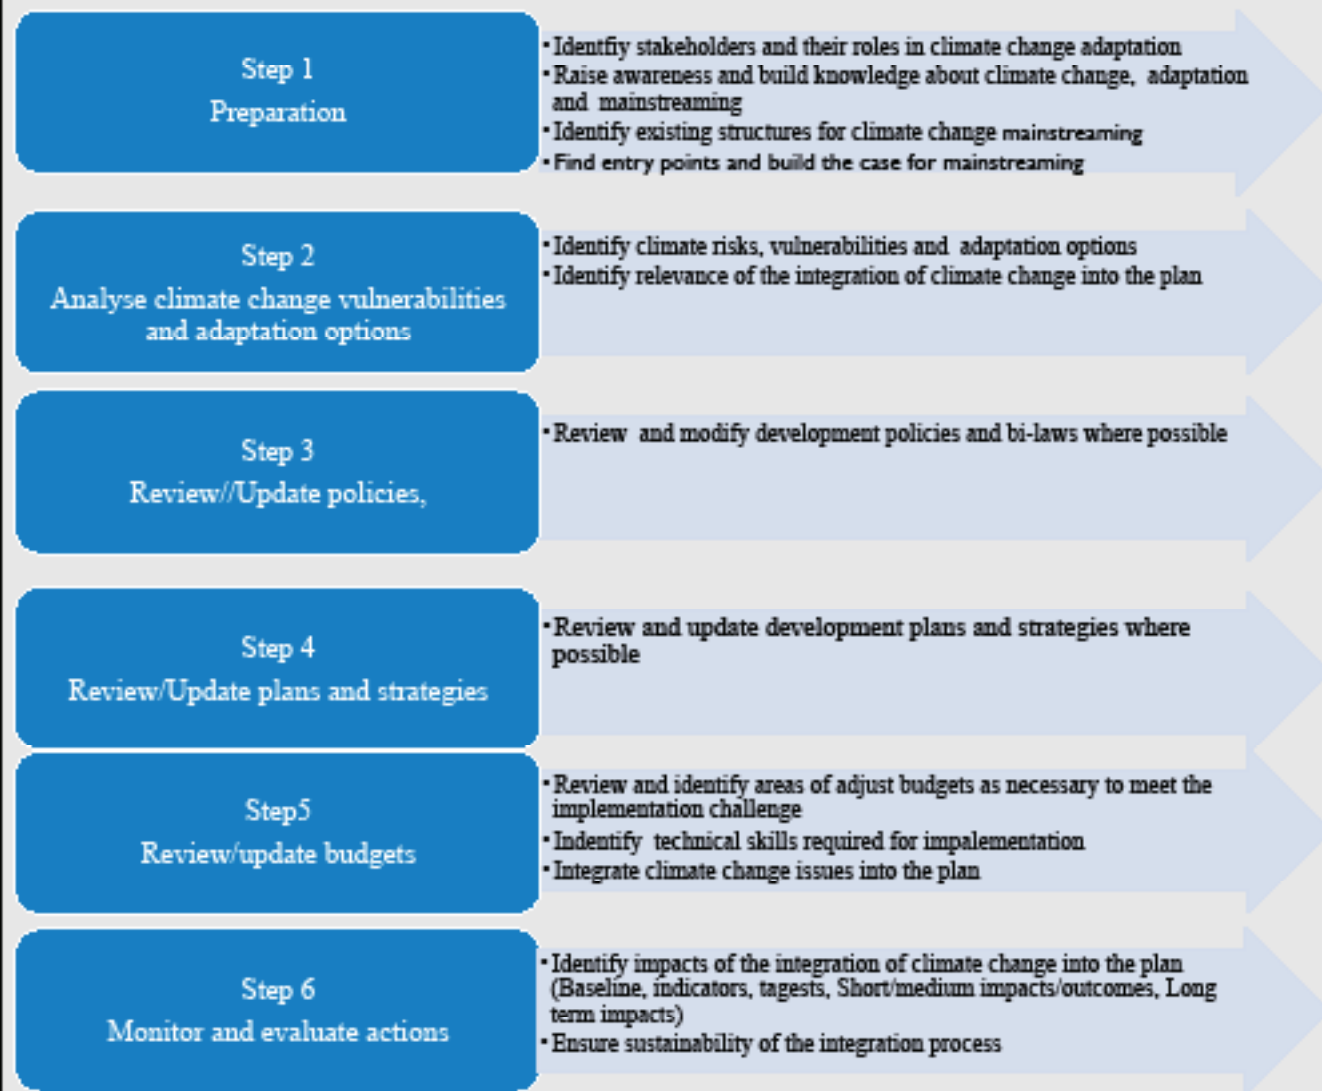 Step 1
Preparation
• Identfiy stakeholders and their roles in climate change adaptation
• Raise awareness and build knowledge about climate change, adaptation
and mainstreaming
• Identify existing structures for climate change mainstreaming
• Find entry points and build the case for mainstreaming
Step 2
Analyse climate change vulnerabilities
and adaptation options
• Identify climate risks, vulnerabilities and adaptation options
• Identify relevance of the integration of climate change into the plan
Step 3
Review//Update policies,
• Review and modify development policies and bi-laws where possible
Step 4
Review/Update plans and strategies
• Review and update development plans and strategies where
possible
Step5
Review/update budgets
• Review and identify areas of adjust budgets as necessary to meet the
implementation challenge
• Indentify technical skills required for impalementation
• Integrate climate change issues into the plan
Step 6
Monitor and evaluate actions
• Identify impacts of the integration of climate change into the plan
(Baseline, indicators, tagests, Short/medium impacts/outcomes, Long
term impacts)
• Ensure sustainability of the integration process